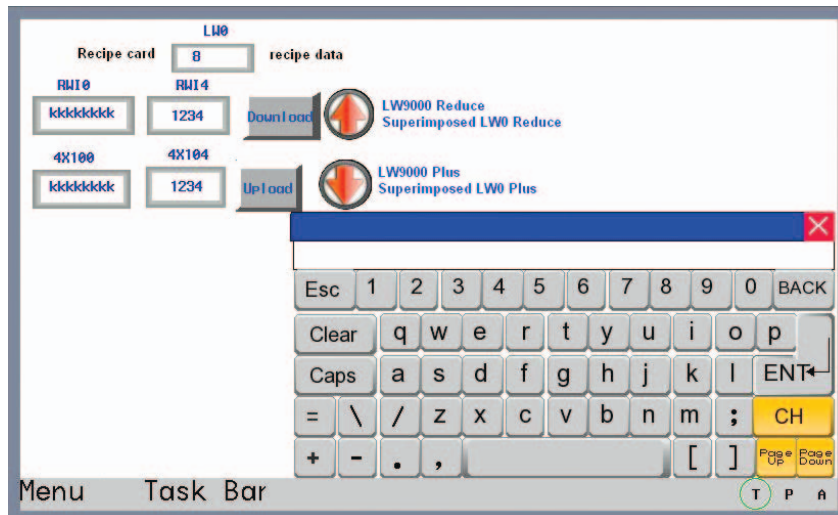 LW0
Recipe card 8 recipe data
RWI0 RWI4
kkkkkkkk 1234 Download LW9000 Reduce
Superimposed LW0 Reduce
4X100 4X104
kkkkkkkk 1234 Upload LW9000 Plus
Superimposed LW0 Plus
Esc 1 2 3 4 5 6 7 8 9 0 BACK
Clear q w e r t y u i o p
Caps a s d f g h j k l ENT
= \ / z x c v b n m ; CH
+ - . , [ ] Page Up Page Down
Menu Task Bar T P A